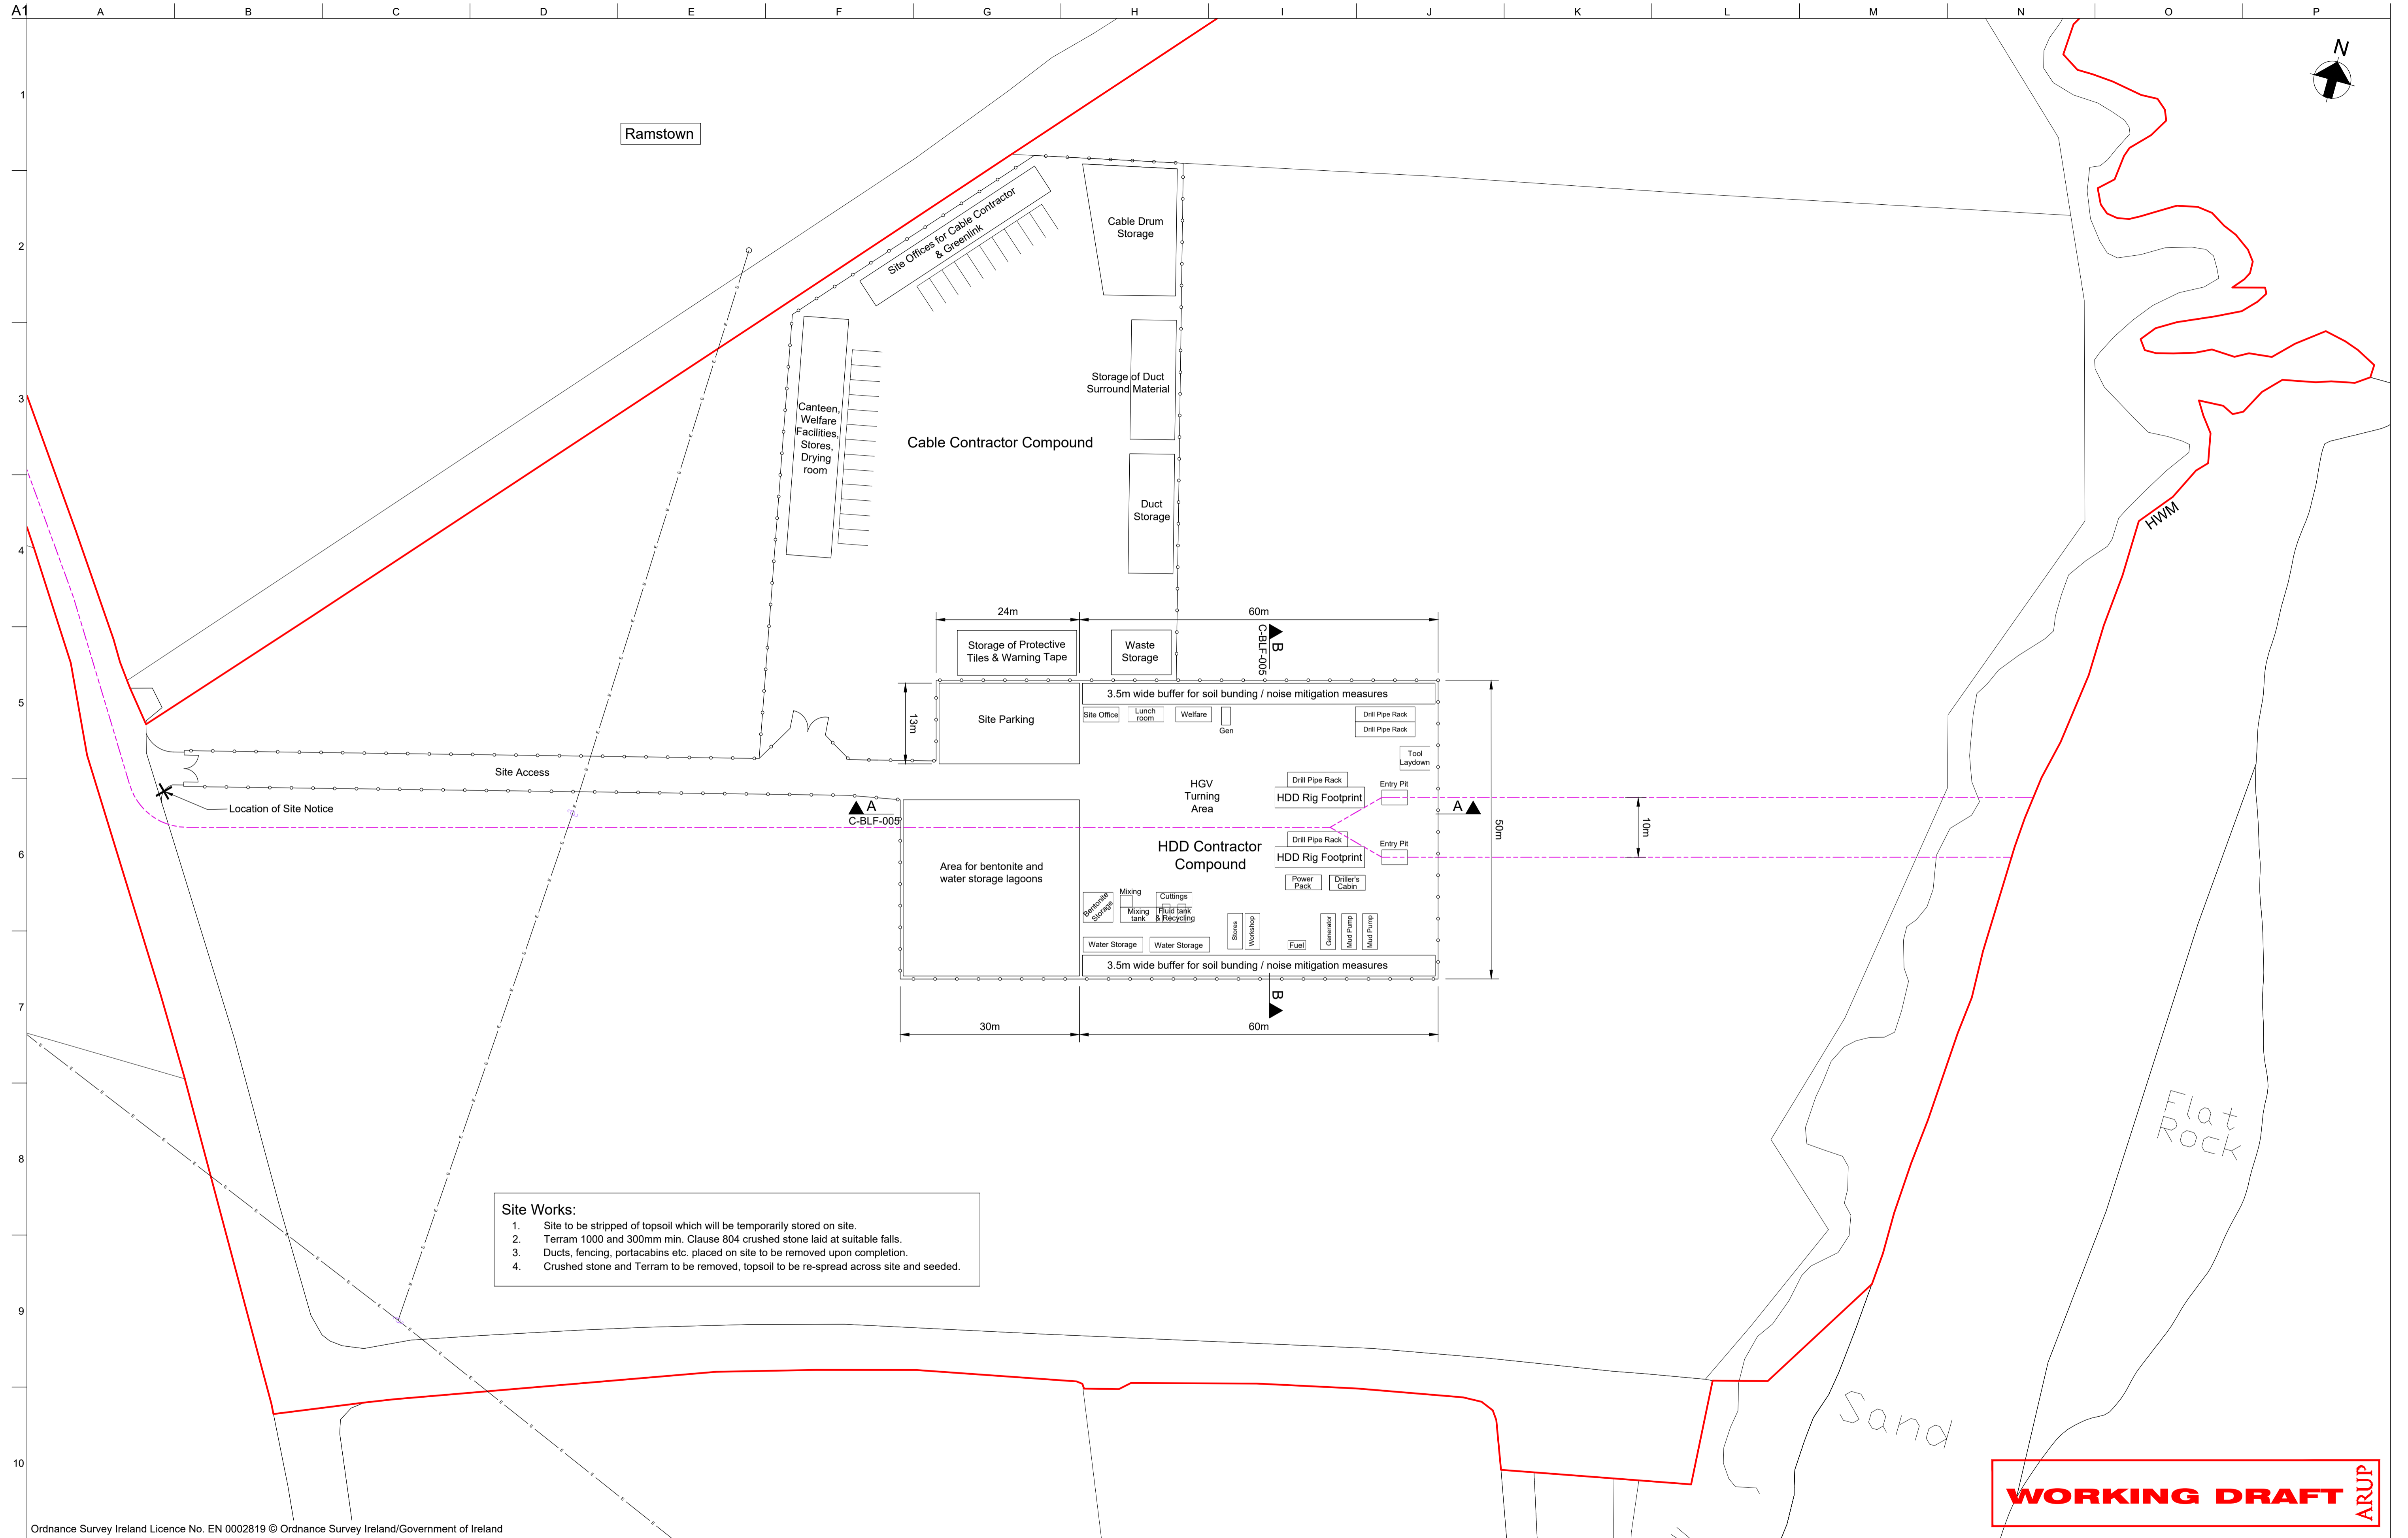 A1
A B C D E F G H I J K L M N O P
1
2
3
4
5
6
7
8
9
10
N
Ramstown
Site Offices for Cable Contractor
& Greenlink
Cable Drum
Storage
Storage of Duct
Surround Material
Canteen,
Welfare
Facilities,
Stores,
Drying
room
Cable Contractor Compound
Duct
Storage
HWM
24m
60m
Storage of Protective
Tiles & Warning Tape
Waste
Storage
B
C-BLF-005
3.5m wide buffer for soil bunding / noise mitigation measures
13m
Site Parking
Site Office
Lunch
room
Welfare
Gen
Drill Pipe Rack
Drill Pipe Rack
Tool
Laydown
Site Access
Location of Site Notice
A
C-BLF-005
HGV
Turning
Area
Drill Pipe Rack
HDD Rig Footprint
Entry Pit
A
50m
10m
Drill Pipe Rack
HDD Rig Footprint
Entry Pit
HDD Contractor
Compound
Area for bentonite and
water storage lagoons
Power
Pack
Driller's
Cabin
Bentonite
Storage
Mixing
Mixing
tank
Cuttings
Fluid tank
& Recycling
Water Storage
Water Storage
Stores
Workshop
Fuel
Generator
Mud Pump
Mud Pump
3.5m wide buffer for soil bunding / noise mitigation measures
B
30m
60m
Flat
Rock
Site Works:
1. Site to be stripped of topsoil which will be temporarily stored on site.
2. Terram 1000 and 300mm min. Clause 804 crushed stone laid at suitable falls.
3. Ducts, fencing, portacabins etc. placed on site to be removed upon completion.
4. Crushed stone and Terram to be removed, topsoil to be re-spread across site and seeded.
Sand
WORKING DRAFT
ARUP
Ordnance Survey Ireland Licence No. EN 0002819 © Ordnance Survey Ireland/Government of Ireland